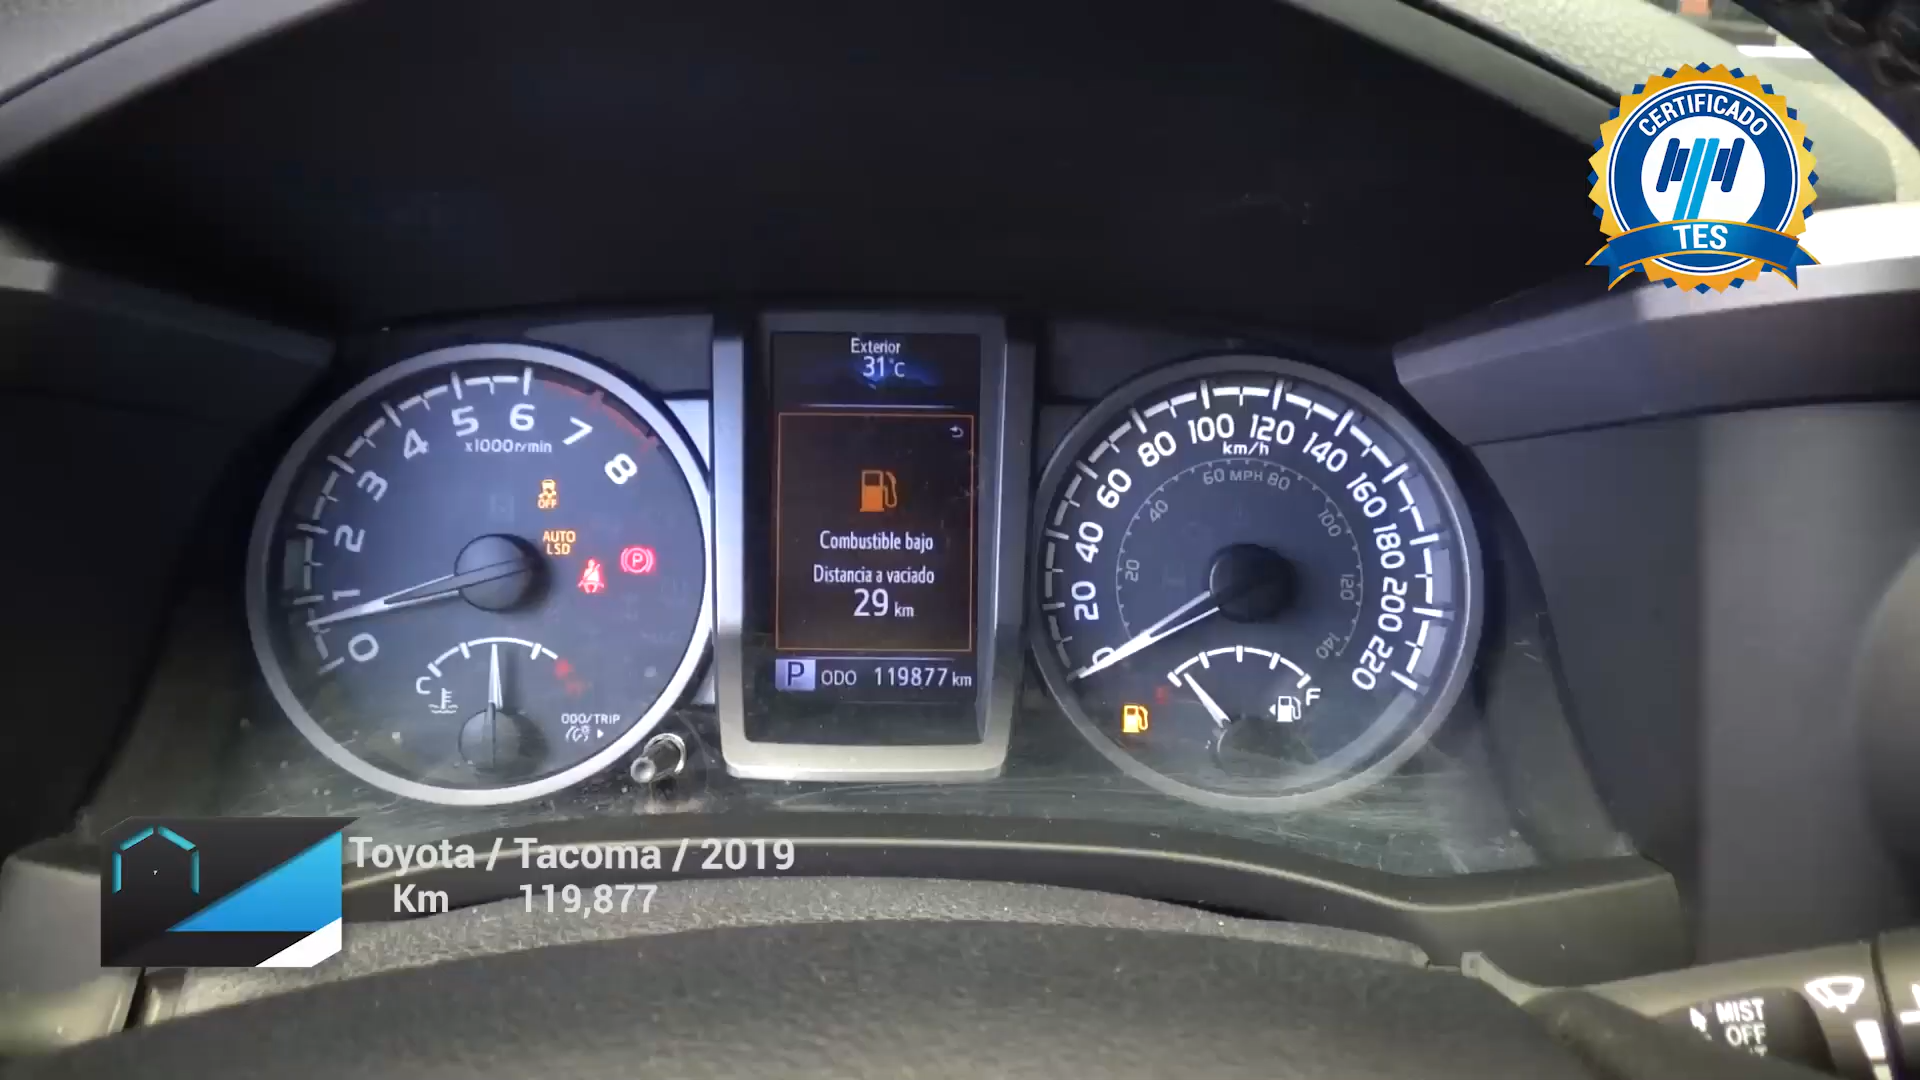 CERTIFICADO
TES
Exterior
31°C
Combustible bajo
Distancia a vaciado
29 km
P ODO 119877 km
0 1 2 3 4 5 6 7 8
x1000r/min
OFF
AUTO
LSD
P
C
ODO/TRIP
0 20 40 60 80 100 120 140 160 180 200 220
km/h
20 40 60 MPH 80 100 120 140
F
Toyota / Tacoma / 2019
Km 119,877
MIST
OFF